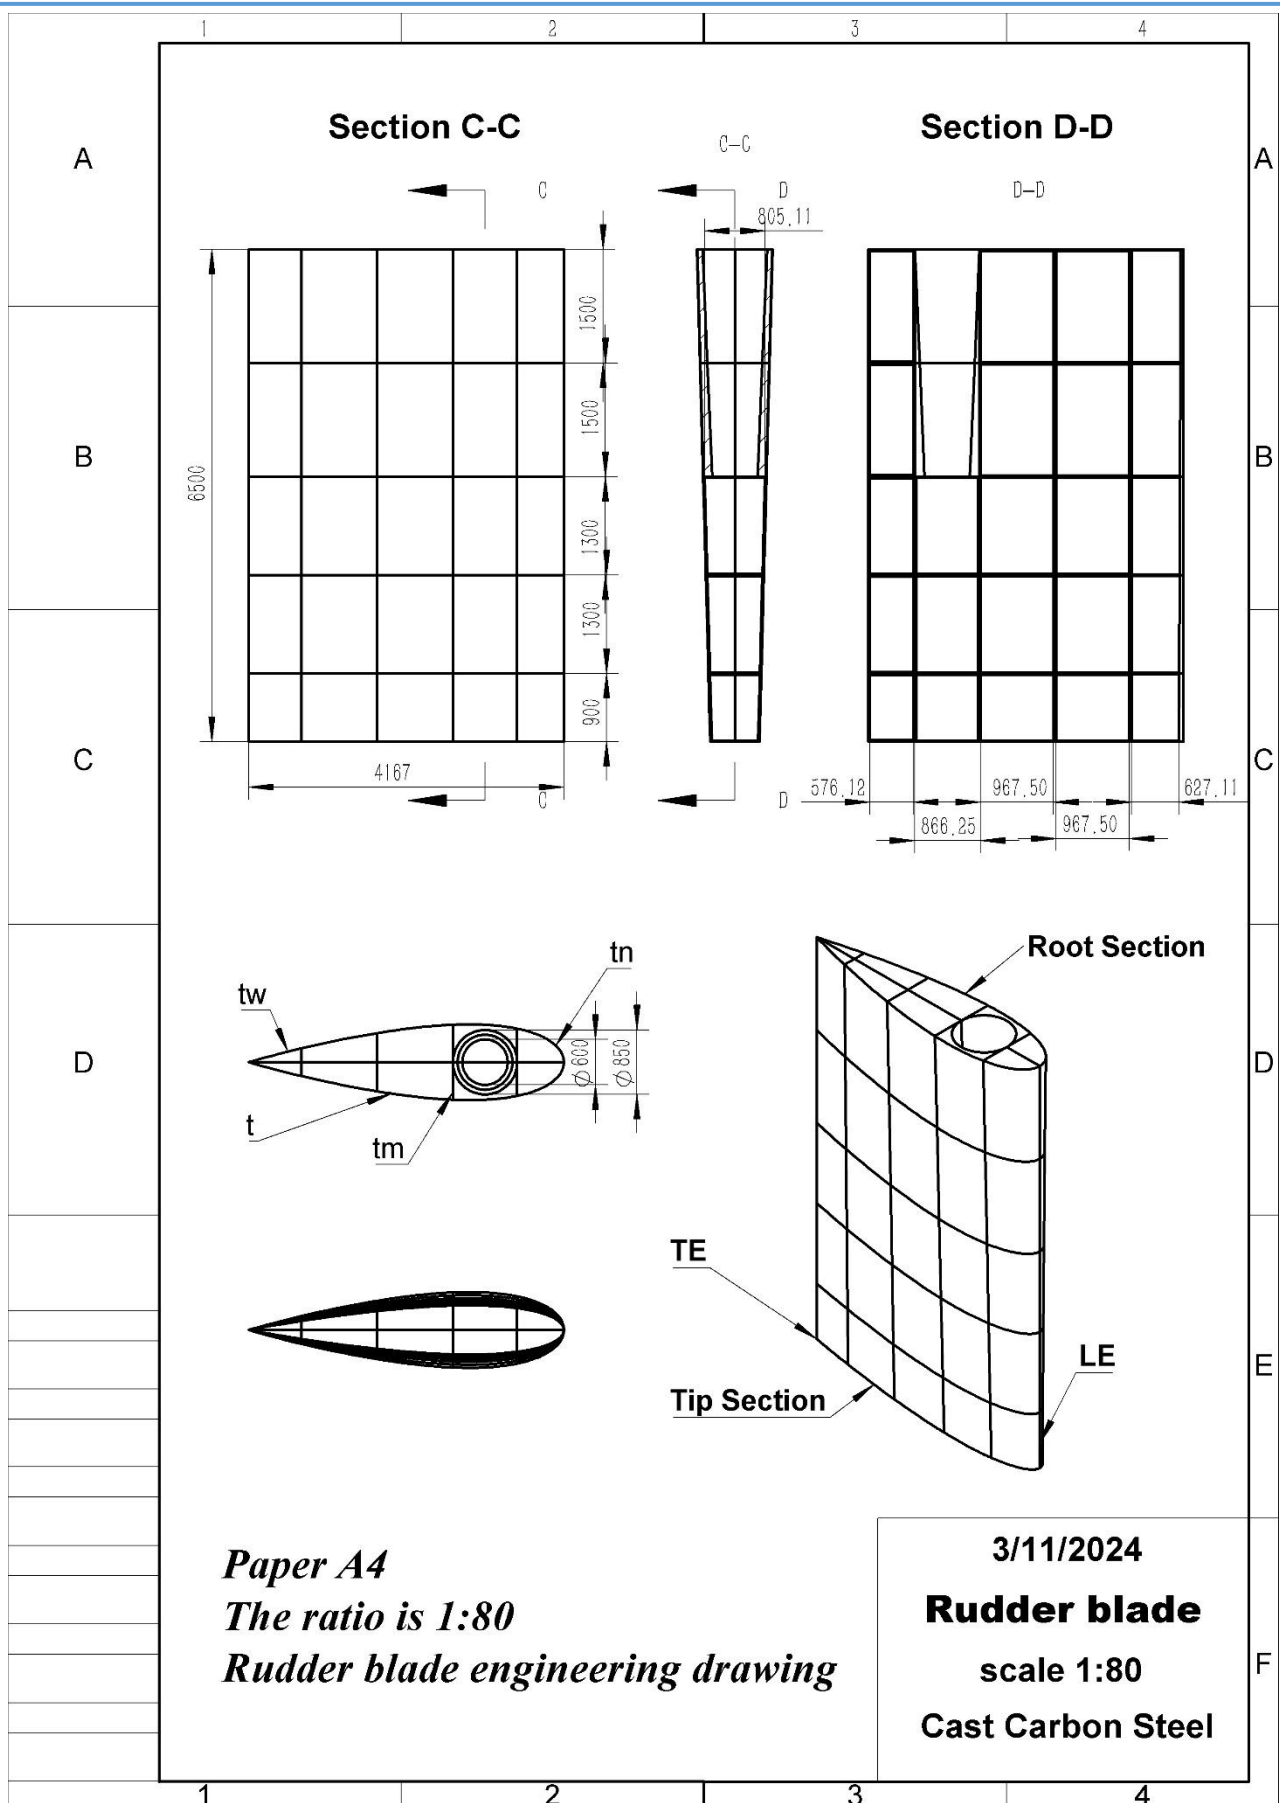 1 2 3 4
A A
Section C-C Section D-D
C-C D-D
C D
805.11
1500
B B
1500
6500
1300
1300
C C
900
4167
C D
576.12 967.50 627.11
866.25 967.50
D D
tn
tw
Ø600 Ø850
t
tm
Root Section
TE
E
LE
Tip Section
3/11/2024
Paper A4
Rudder blade
The ratio is 1:80
scale 1:80
F
Rudder blade engineering drawing
Cast Carbon Steel
1 2 3 4